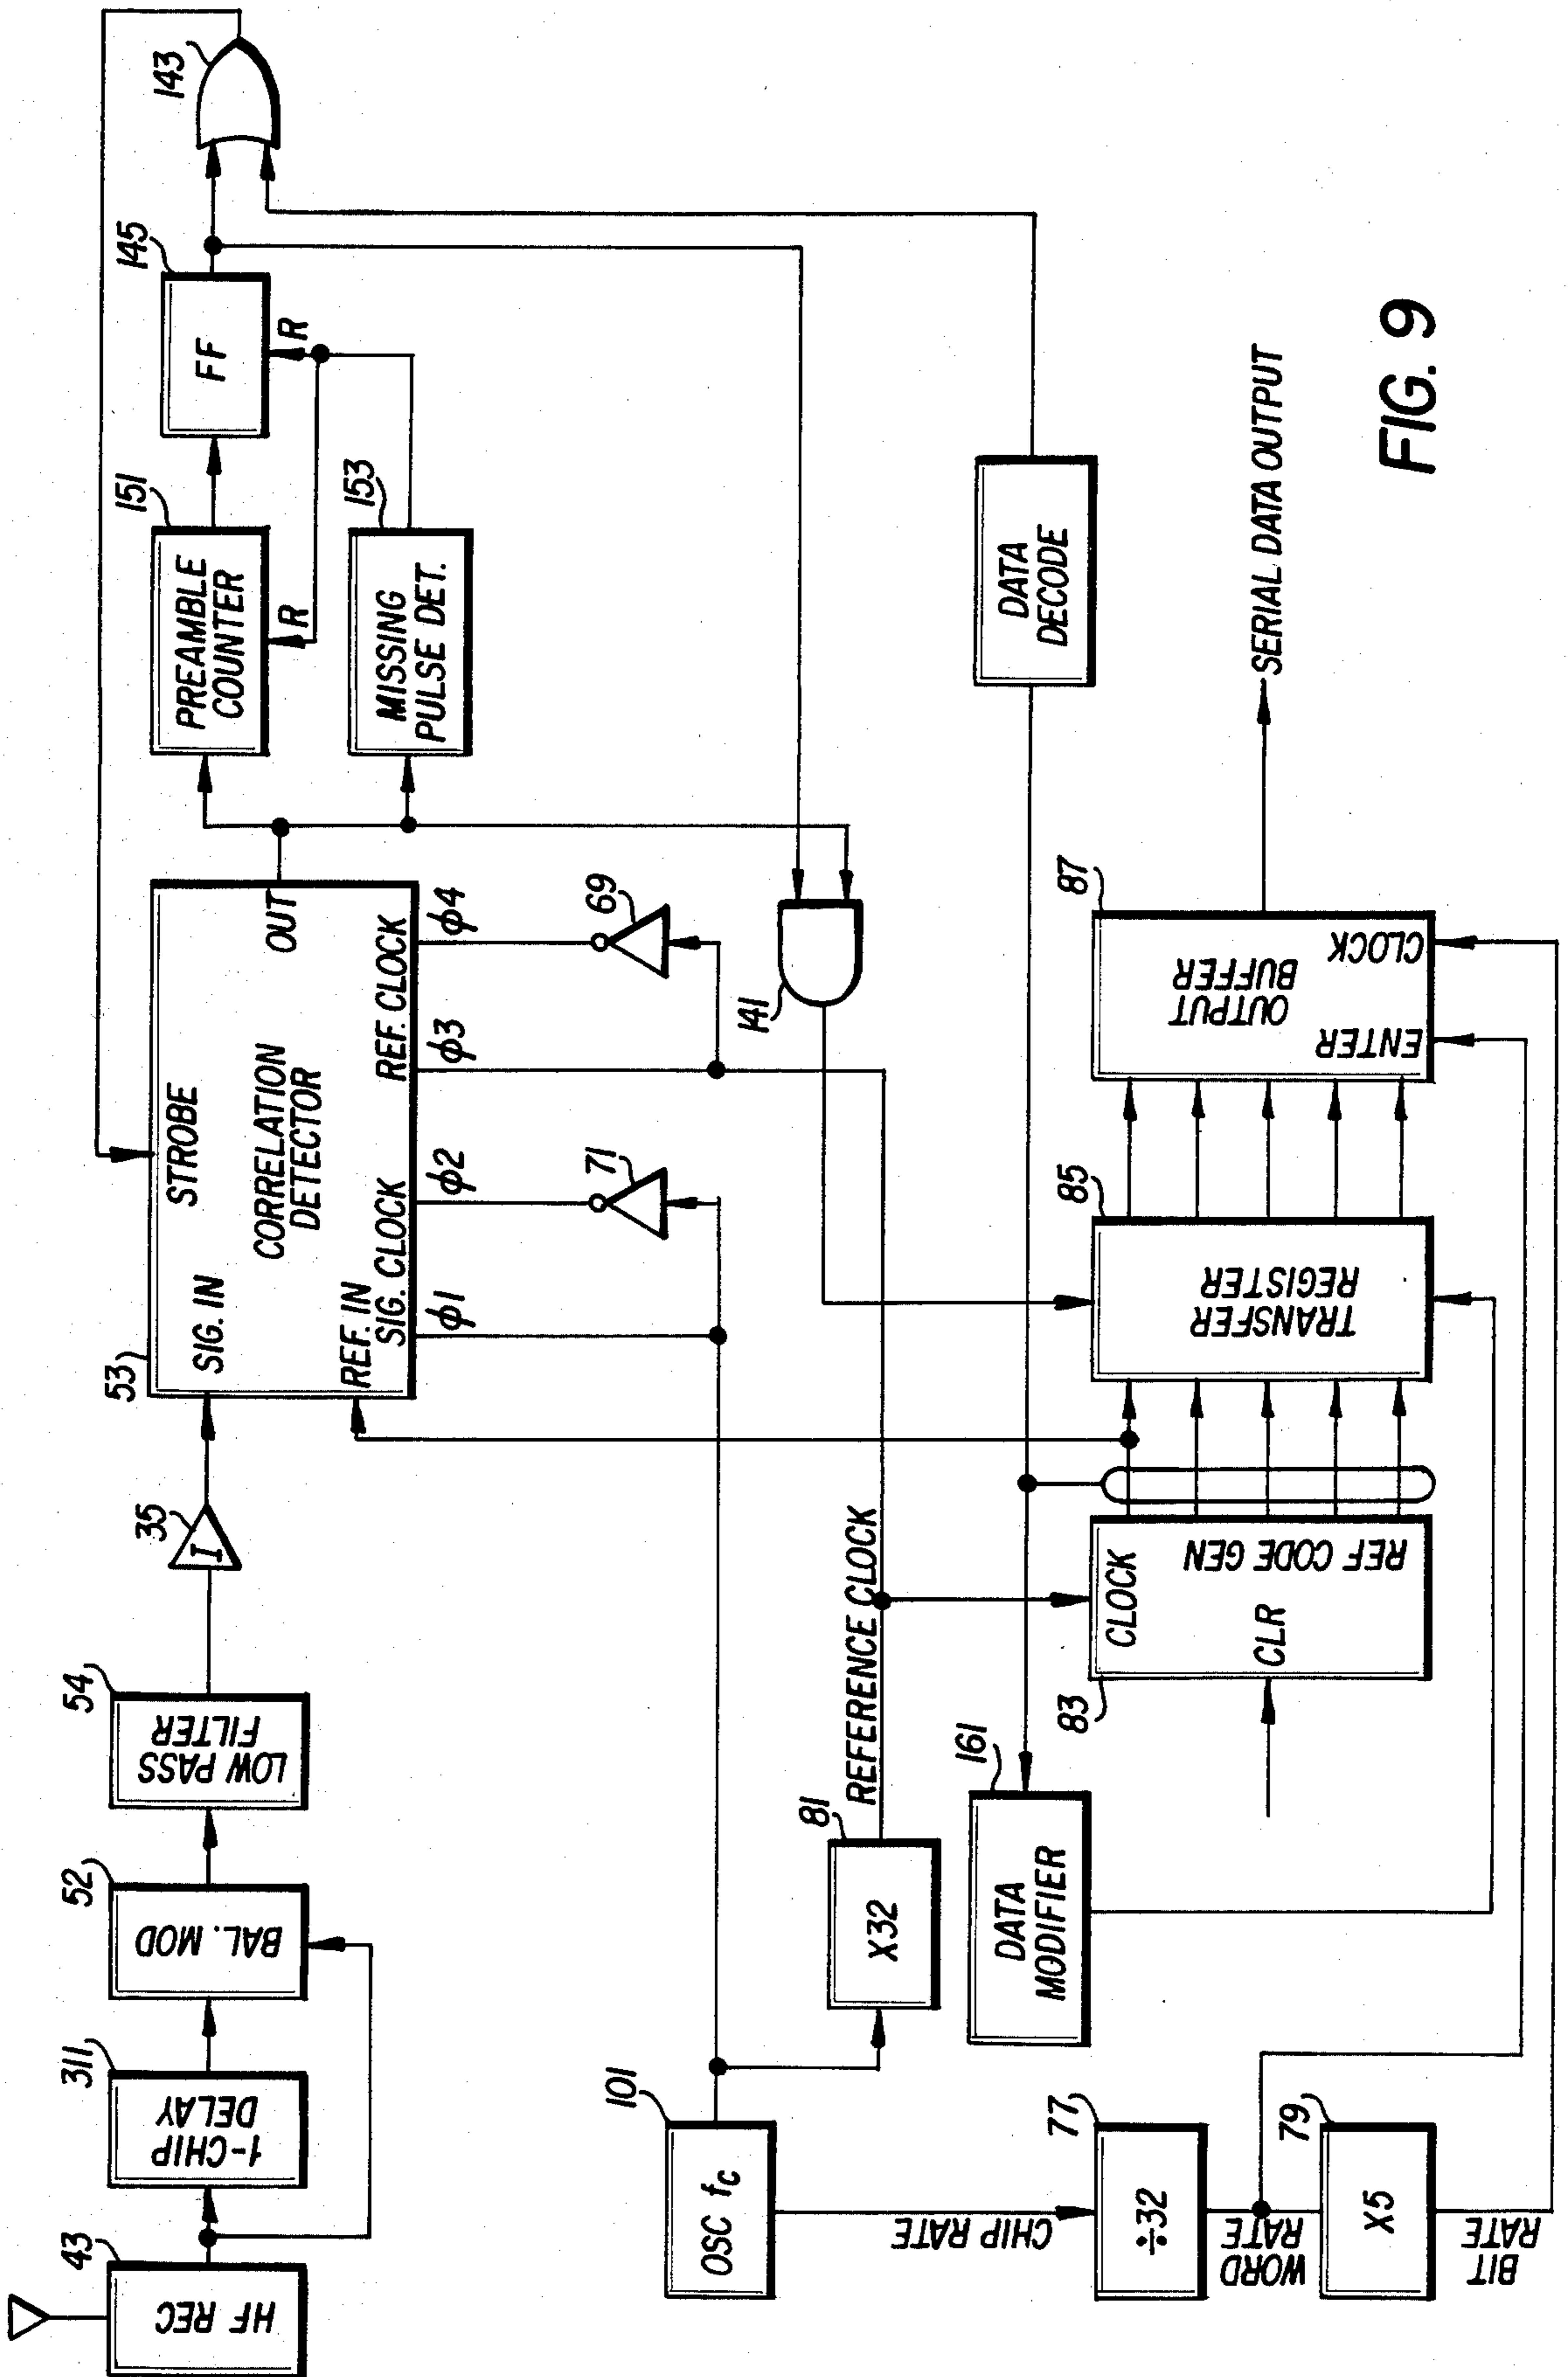 43
HF REC
311
1-CHIP
DELAY
52
BAL. MOD
54
LOW PASS
FILTER
35
I
53
SIG. IN
STROBE
CORRELATION
DETECTOR
OUT
REF. IN
SIG. CLOCK
REF. CLOCK
ϕ1
ϕ2
ϕ3
ϕ4
71
69
151
PREAMBLE
COUNTER
R
153
MISSING
PULSE DET.
145
FF
R
143
141
101
OSC fc
81
X32
REFERENCE CLOCK
161
DATA
MODIFIER
DATA
DECODE
CHIP RATE
77
÷32
WORD
RATE
79
X5
BIT
RATE
83
CLOCK
CLR
REF CODE GEN
85
TRANSFER
REGISTER
87
OUTPUT
BUFFER
ENTER
CLOCK
SERIAL DATA OUTPUT
FIG. 9